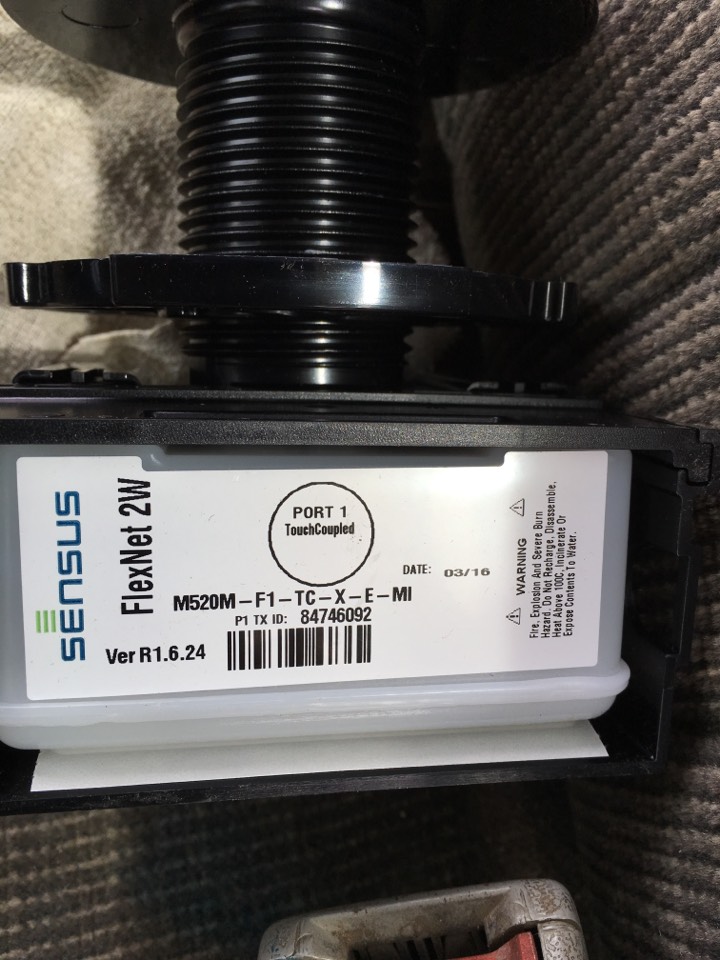 SENSUS
FlexNet 2W
PORT 1
TouchCoupled
DATE: 03/16
M520M-F1-TC-X-E-MI
P1 TX ID: 84746092
Ver R1.6.24
WARNING
Fire, Explosion And Severe Burn
Hazard. Do Not Recharge, Disassemble,
Heat Above 100C, Incinerate Or
Expose Contents To Water.